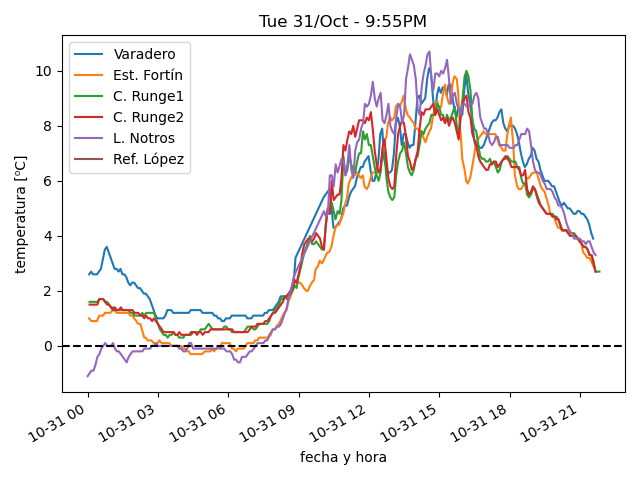 Tue 31/Oct - 9:55PM
Varadero
Est. Fortín
C. Runge1
C. Runge2
L. Notros
Ref. López
temperatura [ºC]
10
8
6
4
2
0
10-31 00
10-31 03
10-31 06
10-31 09
10-31 12
10-31 15
10-31 18
10-31 21
fecha y hora